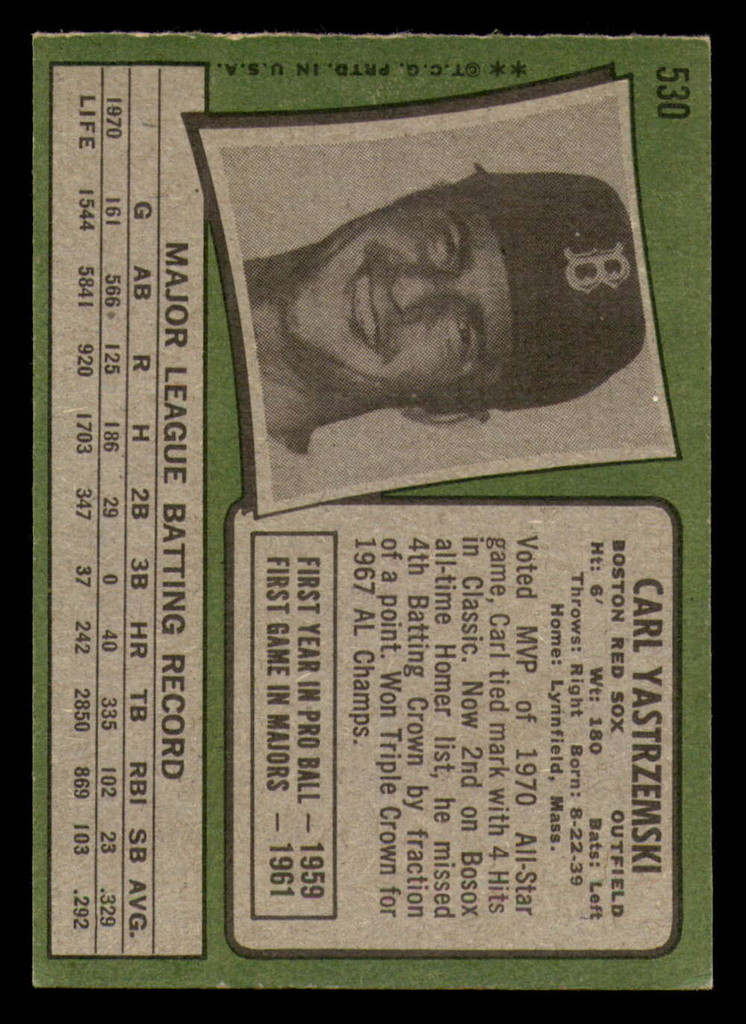 530
** ©T.C.G. PRTD. IN U.S.A.
B
CARL YASTRZEMSKI
BOSTON RED SOX OUTFIELD
Ht: 6' Wt: 180 Bats: Left
Throws: Right Born: 8-22-39
Home: Lynnfield, Mass.
Voted MVP of 1970 All-Star
game, Carl tied mark with 4 Hits
in Classic. Now 2nd on Bosox
all-time Homer list, he missed
4th Batting Crown by fraction
of a point. Won Triple Crown for
1967 AL Champs.
FIRST YEAR IN PRO BALL — 1959
FIRST GAME IN MAJORS — 1961
MAJOR LEAGUE BATTING RECORD
G AB R H 2B 3B HR TB RBI SB AVG.
1970 161 566 125 186 29 0 40 335 102 23 .329
LIFE 1544 5841 920 1703 347 37 242 2850 869 103 .292